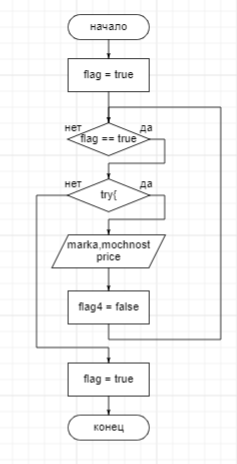 начало
flag = true
нет да
flag == true
нет да
try{
marka,mochnost
price
flag4 = false
flag = true
конец